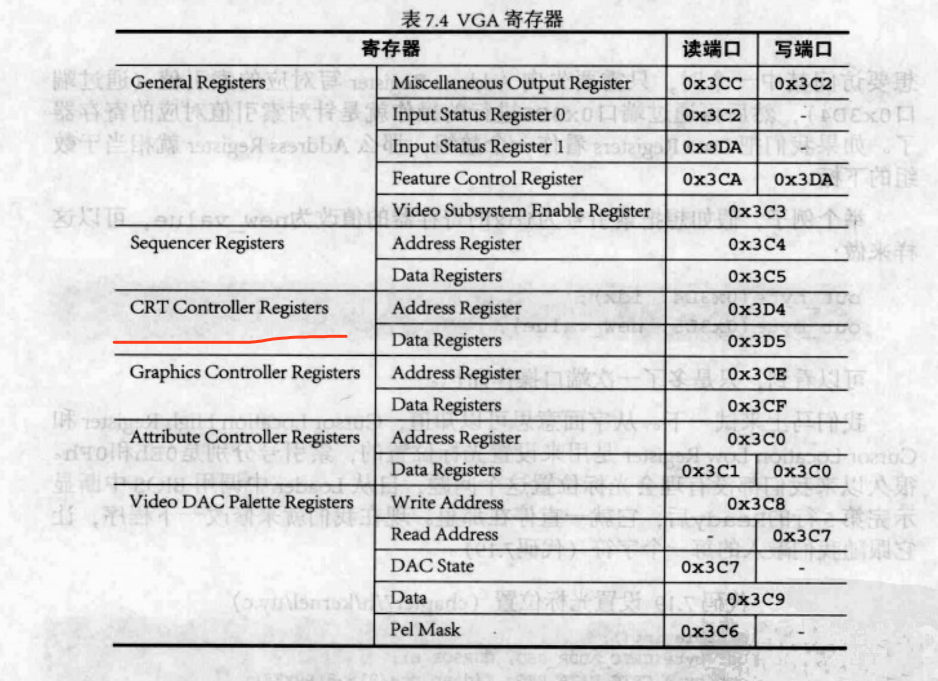 表 7.4 VGA 寄存器
寄存器 读端口 写端口
General Registers Miscellaneous Output Register 0x3CC 0x3C2
Input Status Register 0 0x3C2 -
Input Status Register 1 0x3DA -
Feature Control Register 0x3CA 0x3DA
Video Subsystem Enable Register 0x3C3
Sequencer Registers Address Register 0x3C4
Data Registers 0x3C5
CRT Controller Registers Address Register 0x3D4
Data Registers 0x3D5
Graphics Controller Registers Address Register 0x3CE
Data Registers 0x3CF
Attribute Controller Registers Address Register 0x3C0
Data Registers 0x3C1 0x3C0
Video DAC Palette Registers Write Address 0x3C8
Read Address - 0x3C7
DAC State 0x3C7 -
Data 0x3C9
Pel Mask 0x3C6 -